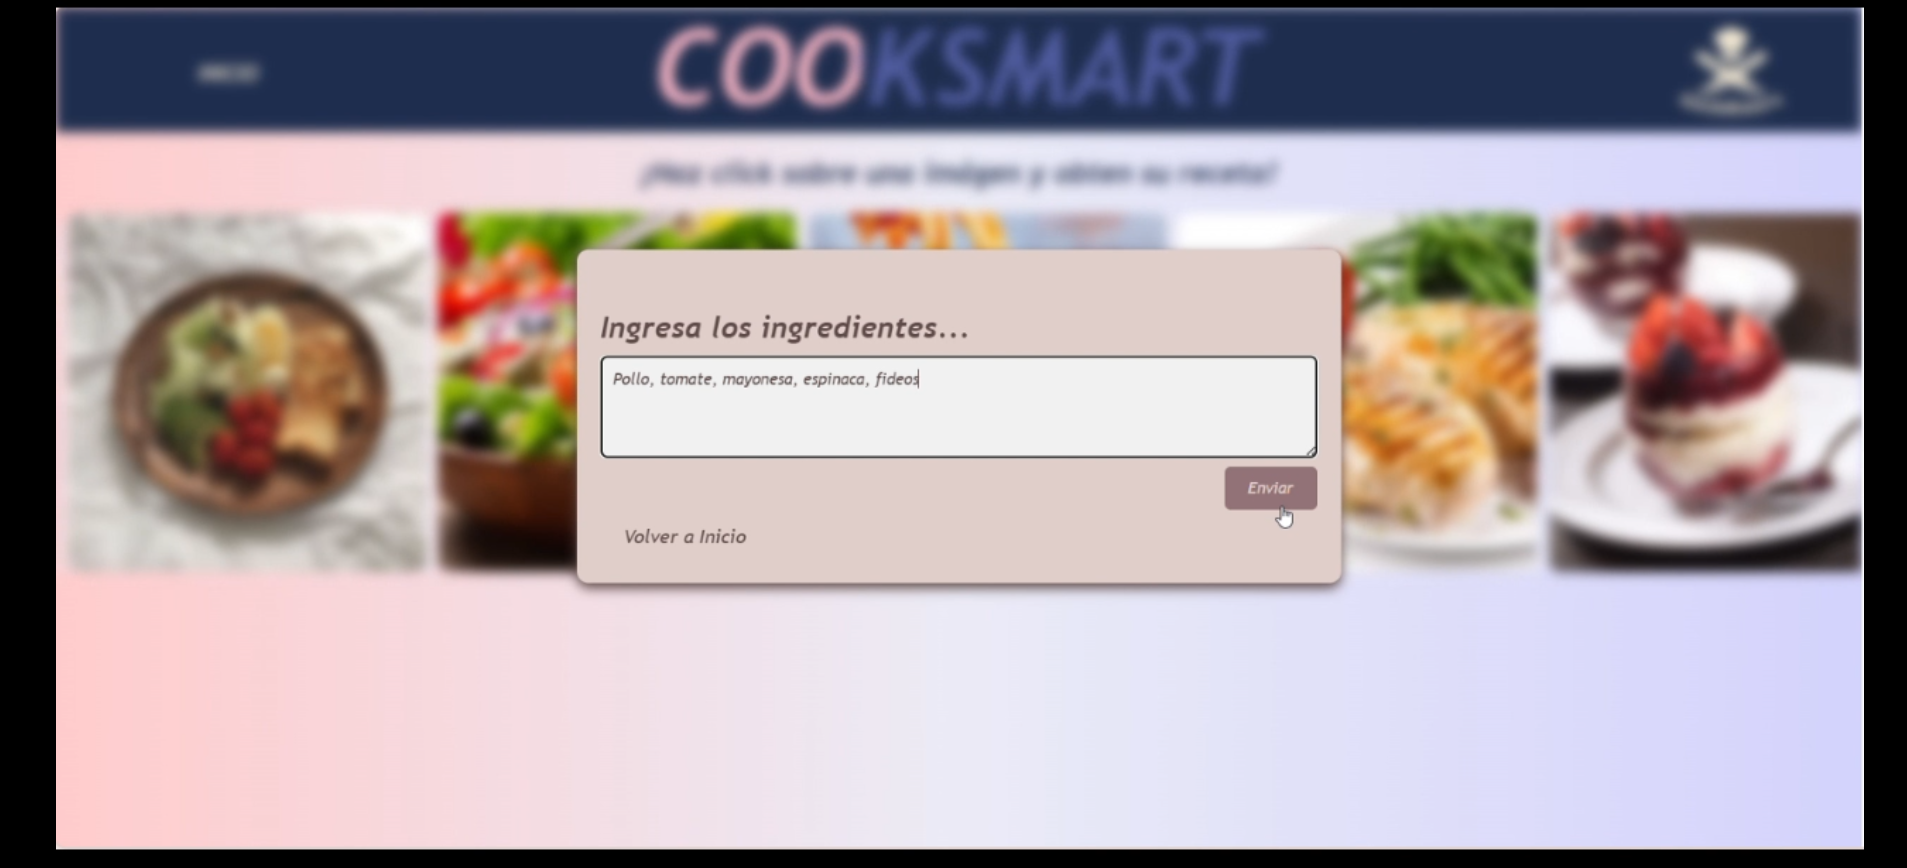 INICIO
COOKSMART
¡Haz click sobre una imágen y obten su receta!
Ingresa los ingredientes...
Pollo, tomate, mayonesa, espinaca, fideos
Enviar
Volver a Inicio